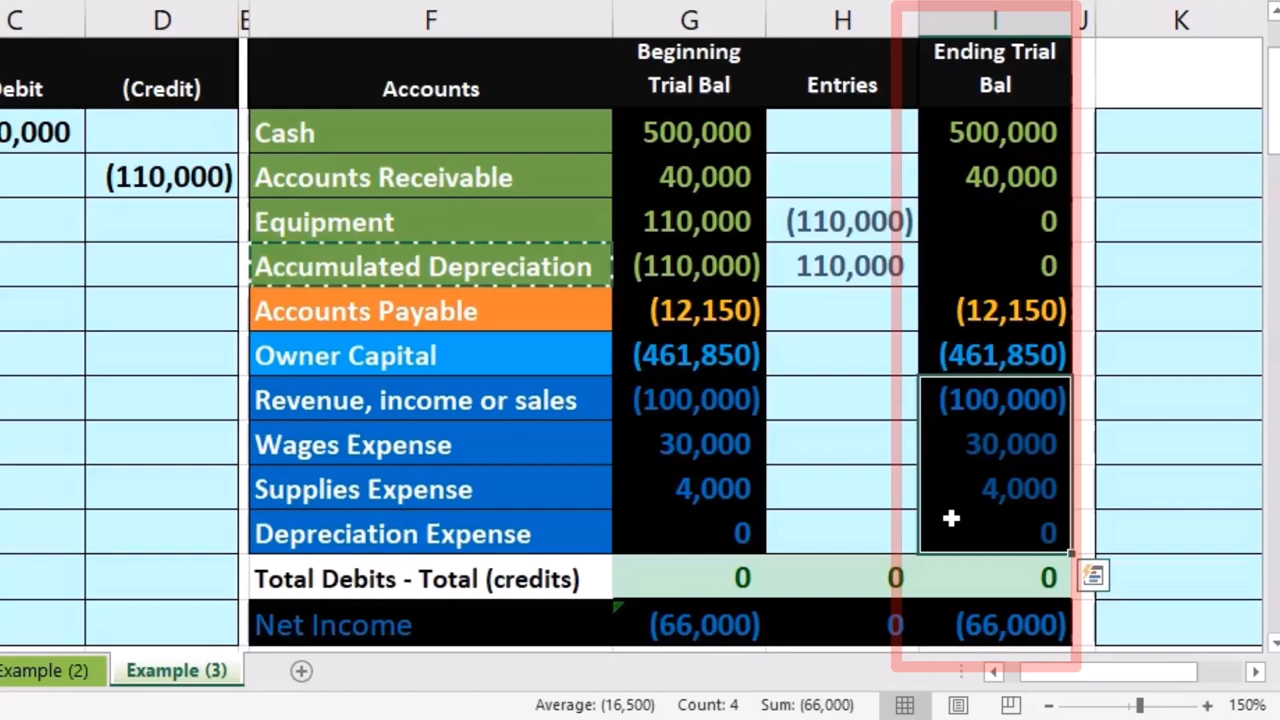 C D E F G H I J K
ebit (Credit) Accounts Beginning Trial Bal Entries Ending Trial Bal
0,000 Cash 500,000 500,000
(110,000) Accounts Receivable 40,000 40,000
Equipment 110,000 (110,000) 0
Accumulated Depreciation (110,000) 110,000 0
Accounts Payable (12,150) (12,150)
Owner Capital (461,850) (461,850)
Revenue, income or sales (100,000) (100,000)
Wages Expense 30,000 30,000
Supplies Expense 4,000 4,000
Depreciation Expense 0 0
Total Debits - Total (credits) 0 0 0
Net Income (66,000) 0 (66,000)
Example (2) Example (3)
Average: (16,500) Count: 4 Sum: (66,000) 150%